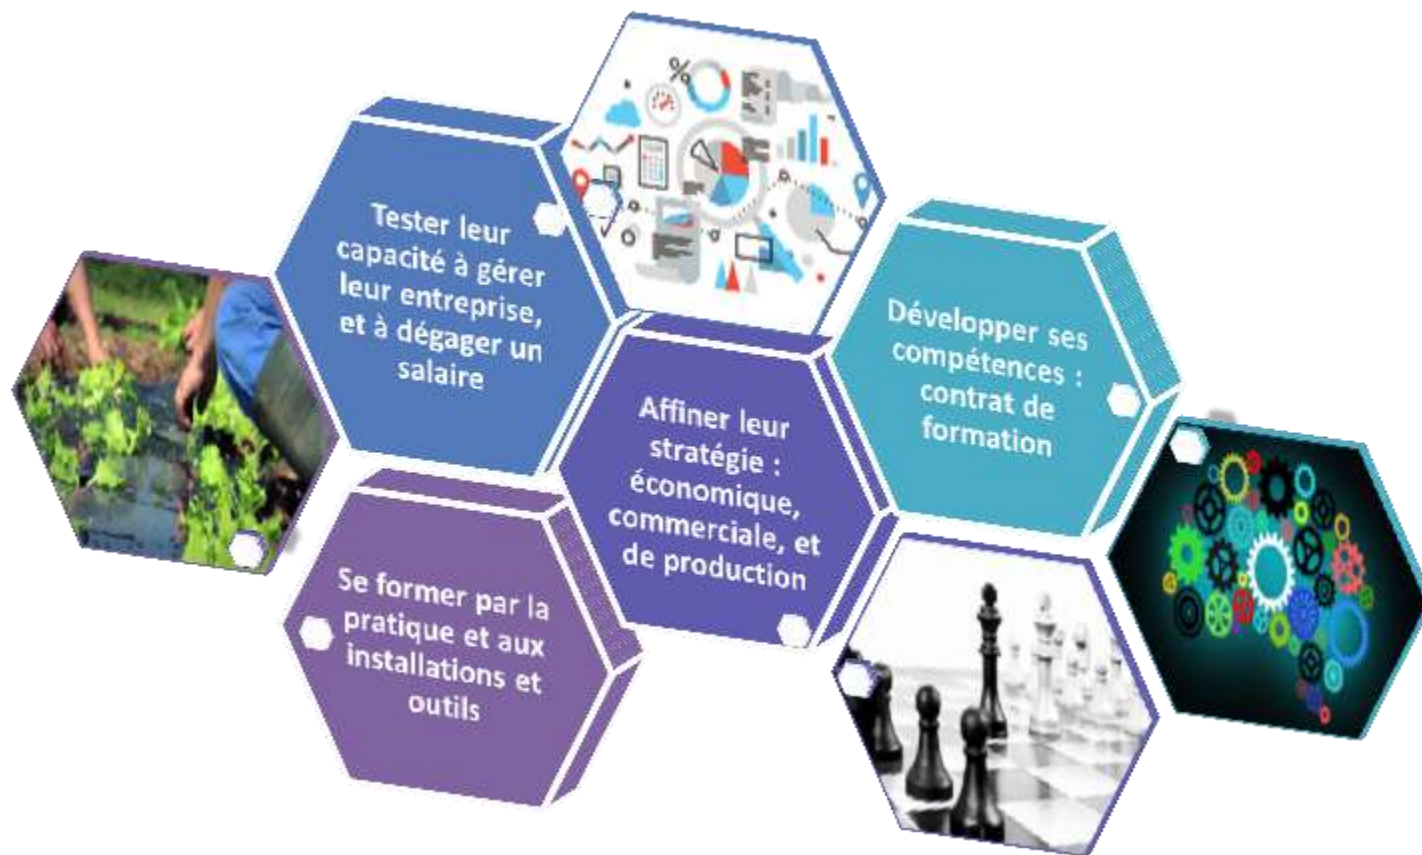 Tester leur
capacité à gérer
leur entreprise,
et à dégager un
salaire
Développer ses
compétences :
contrat de
formation
Affiner leur
stratégie :
économique,
commerciale, et
de production
Se former par la
pratique et aux
installations et
outils
%